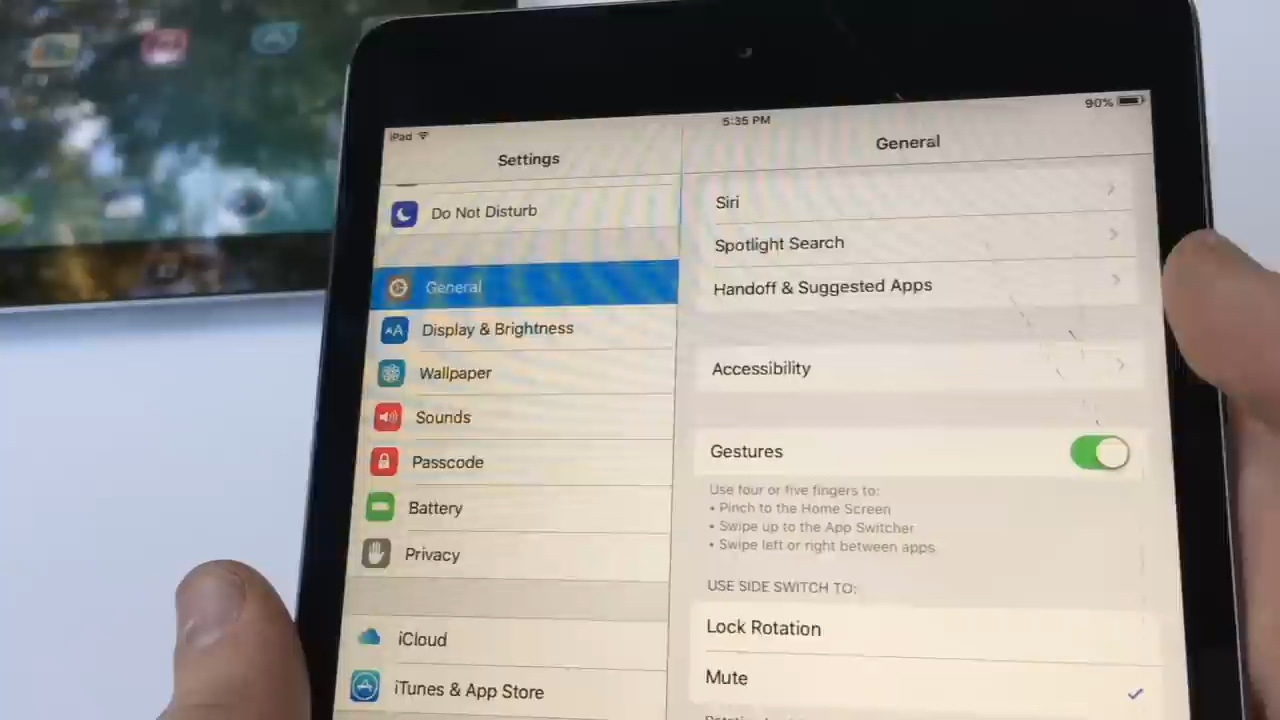 iPad
5:35 PM
90%
Settings
Do Not Disturb
General
Display & Brightness
AA
Wallpaper
Sounds
Passcode
Battery
Privacy
iCloud
iTunes & App Store
General
Siri
Spotlight Search
Handoff & Suggested Apps
Accessibility
Gestures
Use four or five fingers to:
• Pinch to the Home Screen
• Swipe up to the App Switcher
• Swipe left or right between apps
USE SIDE SWITCH TO:
Lock Rotation
Mute